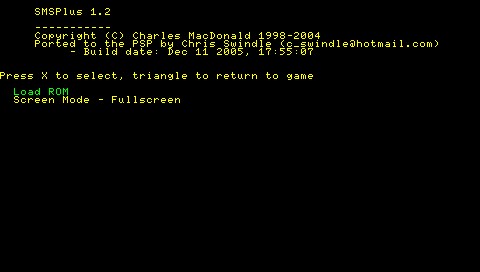 SMSPlus 1.2
-----------
Copyright (C) Charles MacDonald 1998-2004
Ported to the PSP by Chris Swindle (c_swindle@hotmail.com)
- Build date: Dec 11 2005, 17:55:07
Press X to select, triangle to return to game
Load ROM
Screen Mode - Fullscreen